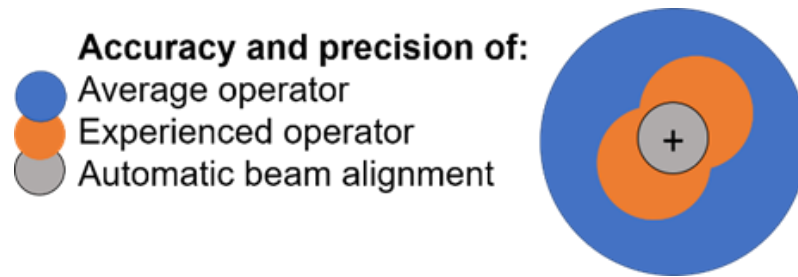 Accuracy and precision of:
Average operator
Experienced operator
Automatic beam alignment
+